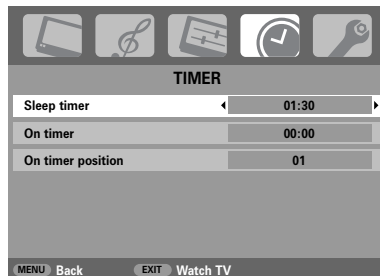 TIMER
Sleep timer 01:30
On timer 00:00
On timer position 01
MENU Back EXIT Watch TV